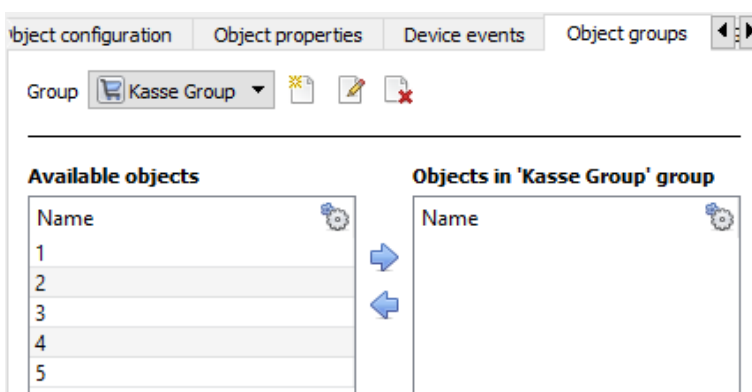 bject configuration Object properties Device events Object groups
Group Kasse Group
Available objects Objects in 'Kasse Group' group
Name Name
1
2
3
4
5